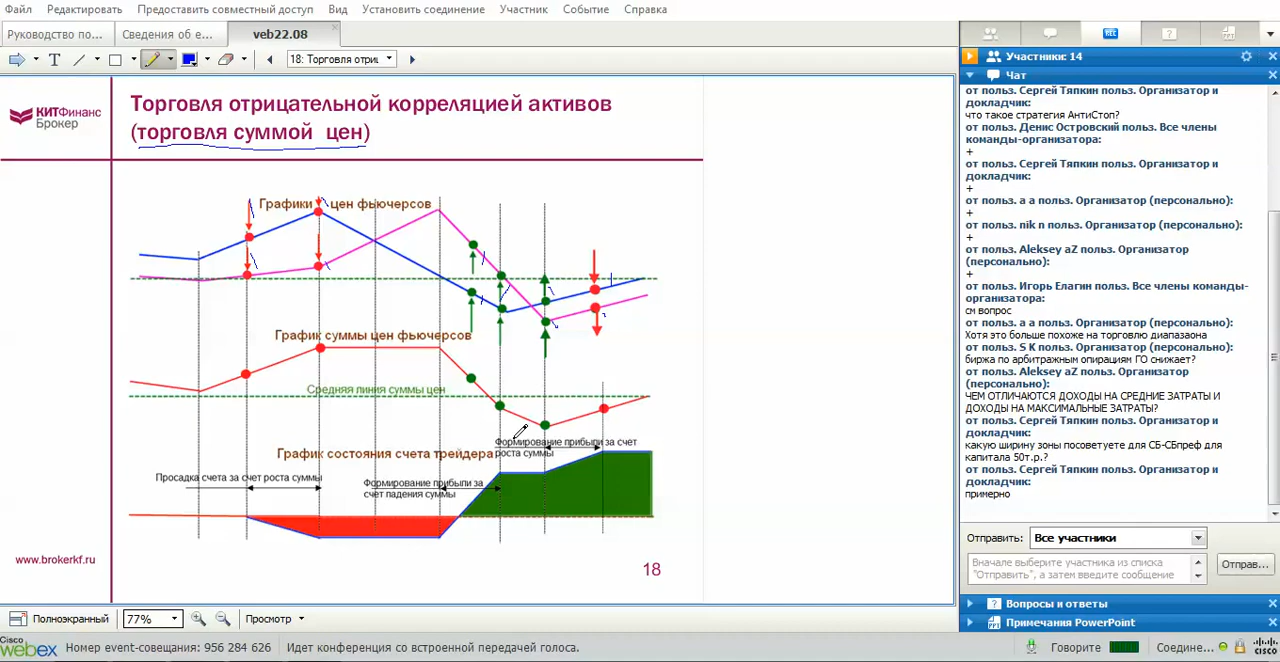 Файл Редактировать Предоставить совместный доступ Вид Установить соединение Участник Событие Справка
Руководство по... Сведения об е... veb22.08
T 18: Торговля отриц
КИТФинанс
Брокер
Торговля отрицательной корреляцией активов
(торговля суммой цен)
Графики цен фьючерсов
График суммы цен фьючерсов
Средняя линия суммы цен
Формирование прибыли за счет
роста суммы
График состояния счета трейдера
Просадка счета за счет роста суммы
Формирование прибыли за
счет падения суммы
www.brokerkf.ru
18
Полноэкранный 77% Просмотр
Cisco
webex
Номер event-совещания: 956 284 626 Идет конференция со встроенной передачей голоса.
REC
Участники: 14
Чат
от польз. Сергей Тяпкин польз. Организатор и
докладчик:
что такое стратегия АнтиСтоп?
от польз. Денис Островский польз. Все члены
команды-организатора:
+
от польз. Сергей Тяпкин польз. Организатор и
докладчик:
+
от польз. a a польз. Организатор (персонально):
+
от польз. nik n польз. Организатор (персонально):
+
от польз. Aleksey aZ польз. Организатор
(персонально):
+
от польз. Игорь Елагин польз. Все члены команды-
организатора:
см вопрос
от польз. a a польз. Организатор (персонально):
Хотя это больше похоже на торговлю диапазаона
от польз. S K польз. Организатор (персонально):
биржа по арбитражным опирациям ГО снижает?
от польз. Aleksey aZ польз. Организатор
(персонально):
ЧЕМ ОТЛИЧАЮТСЯ ДОХОДЫ НА СРЕДНИЕ ЗАТРАТЫ И
ДОХОДЫ НА МАКСИМАЛЬНЫЕ ЗАТРАТЫ?
от польз. Сергей Тяпкин польз. Организатор и
докладчик:
какую ширину зоны посоветуете для СБ-СБпреф для
капитала 50т.р.?
от польз. Сергей Тяпкин польз. Организатор и
докладчик:
примерно
Отправить: Все участники
Вначале выберите участника из списка
"Отправить", а затем введите сообщение
Отправ...
Вопросы и ответы
Примечания PowerPoint
Говорите Соедине... cisco